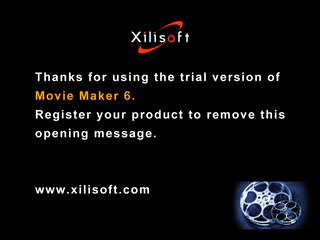 Xilisoft
Thanks for using the trial version of
Movie Maker 6.
Register your product to remove this
opening message.
www.xilisoft.com